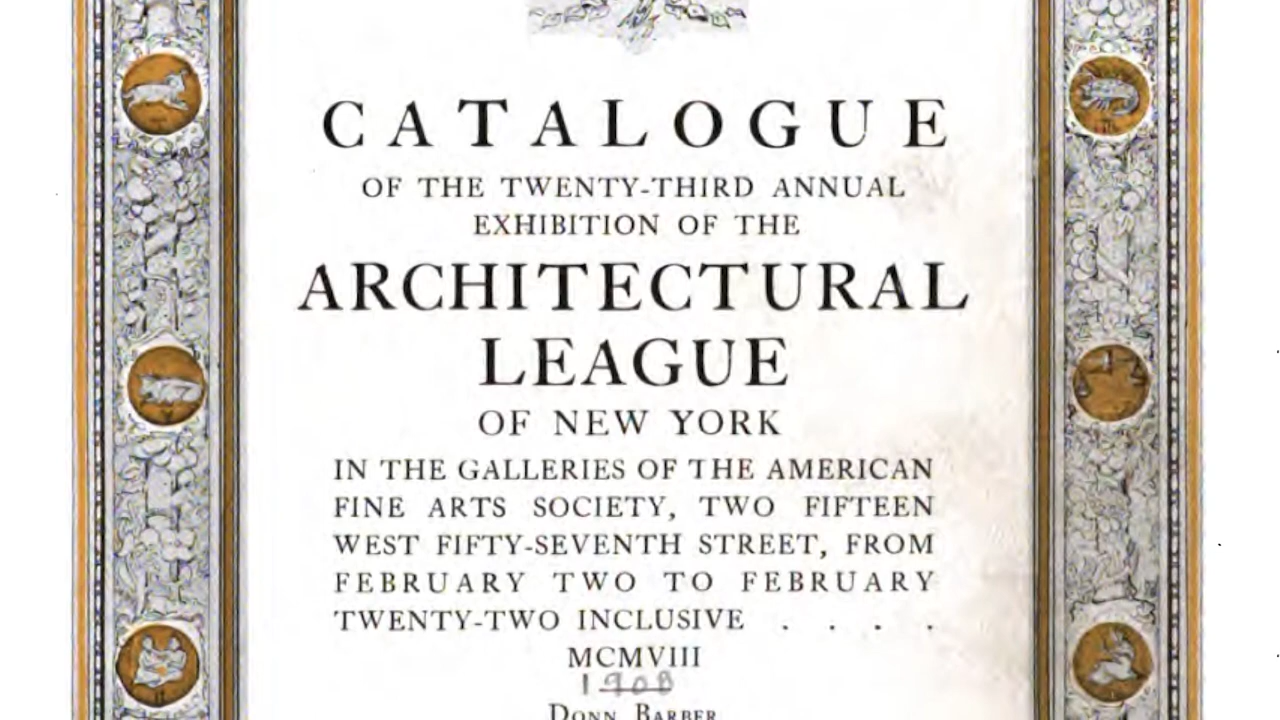 CATALOGUE
OF THE TWENTY-THIRD ANNUAL
EXHIBITION OF THE
ARCHITECTURAL
LEAGUE
OF NEW YORK
IN THE GALLERIES OF THE AMERICAN
FINE ARTS SOCIETY, TWO FIFTEEN
WEST FIFTY-SEVENTH STREET, FROM
FEBRUARY TWO TO FEBRUARY
TWENTY-TWO INCLUSIVE . . . .
MCMVIII
1908
DONN BARBER